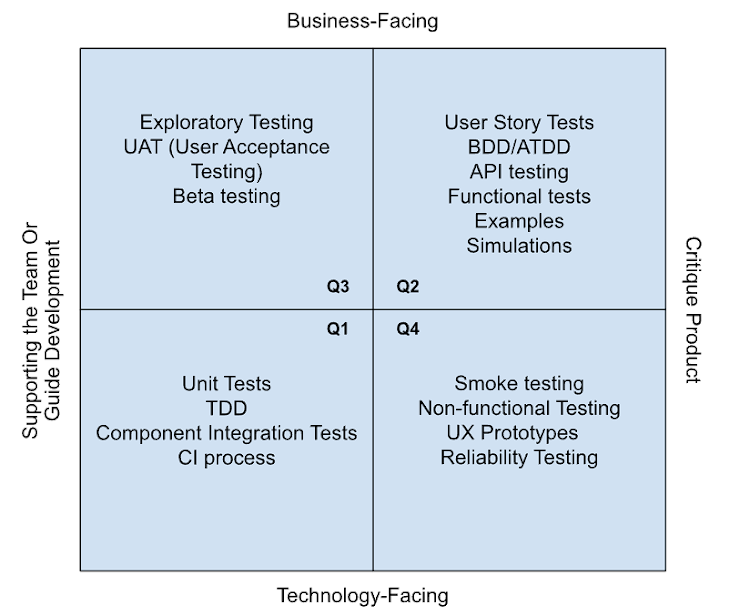 Business-Facing
Exploratory Testing
UAT (User Acceptance
Testing)
Beta testing
Q3
User Story Tests
BDD/ATDD
API testing
Functional tests
Examples
Simulations
Q2
Supporting the Team Or
Guide Development
Critique Product
Q1
Unit Tests
TDD
Component Integration Tests
CI process
Q4
Smoke testing
Non-functional Testing
UX Prototypes
Reliability Testing
Technology-Facing